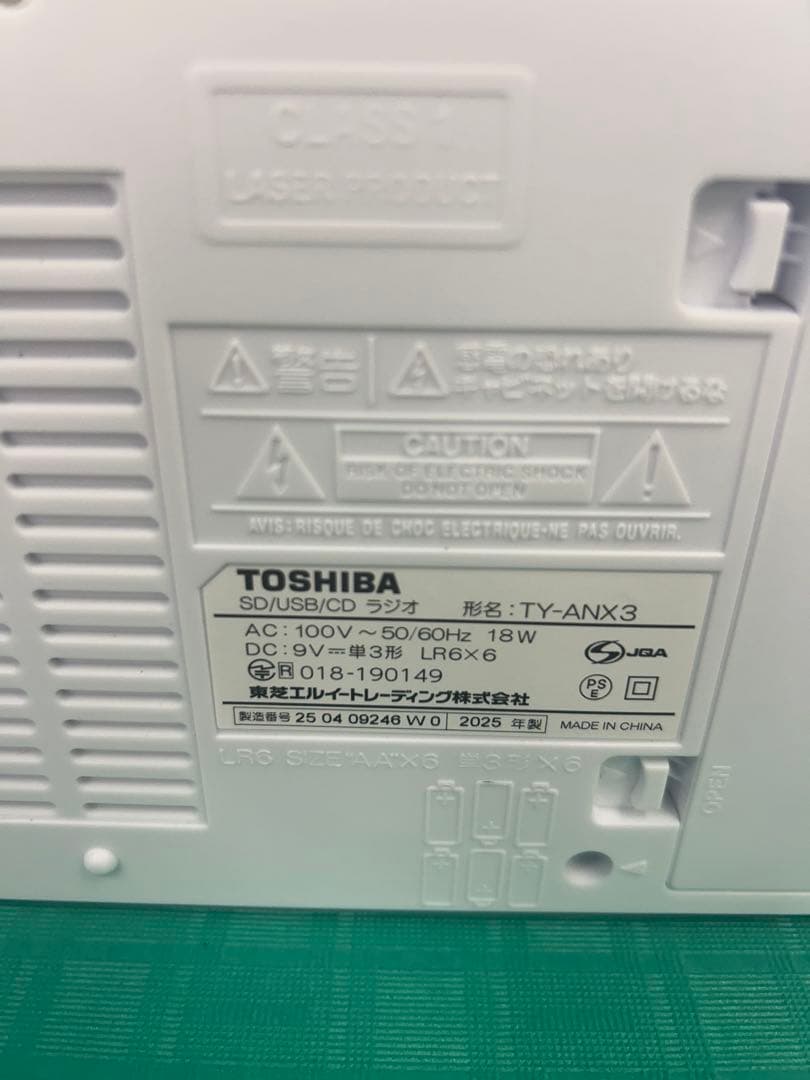 CLASS 1
LASER PRODUCT
警告
感電の恐れあり
キャビネットを開けるな
CAUTION
RISK OF ELECTRIC SHOCK
DO NOT OPEN
AVIS:RISQUE DE CHOC ELECTRIQUE-NE PAS OUVRIR.
TOSHIBA
SD/USB/CD ラジオ 形名:TY-ANX3
AC:100V～50/60Hz 18W
DC:9V⎓単3形 LR6×6
JQA
R 018-190149
PSE
東芝エルイートレーディング株式会社
製造番号 25 04 09246 W 0 2025 年製 MADE IN CHINA
LR6 SIZE"AA"×6 単3形×6
OPEN